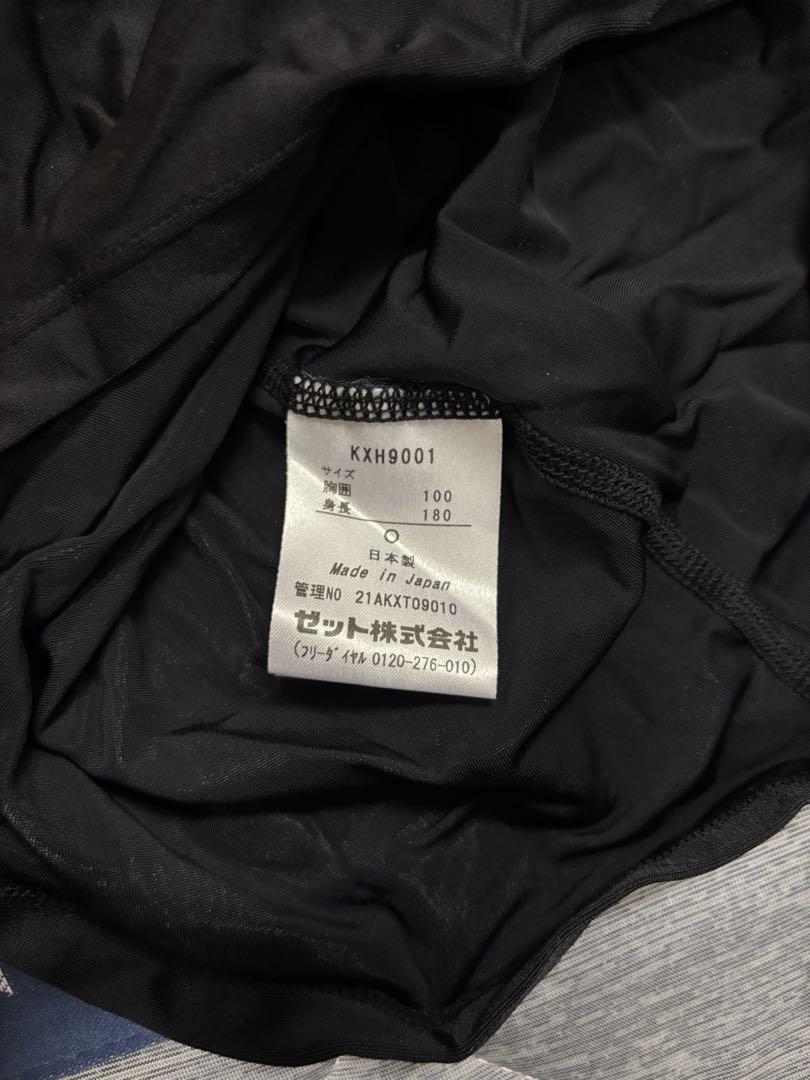 KXH9001
サイズ
胸囲 100
身長 180
O
日本製
Made in Japan
管理NO 21AKXT09010
ゼット株式会社
(フリーダイヤル 0120-276-010)